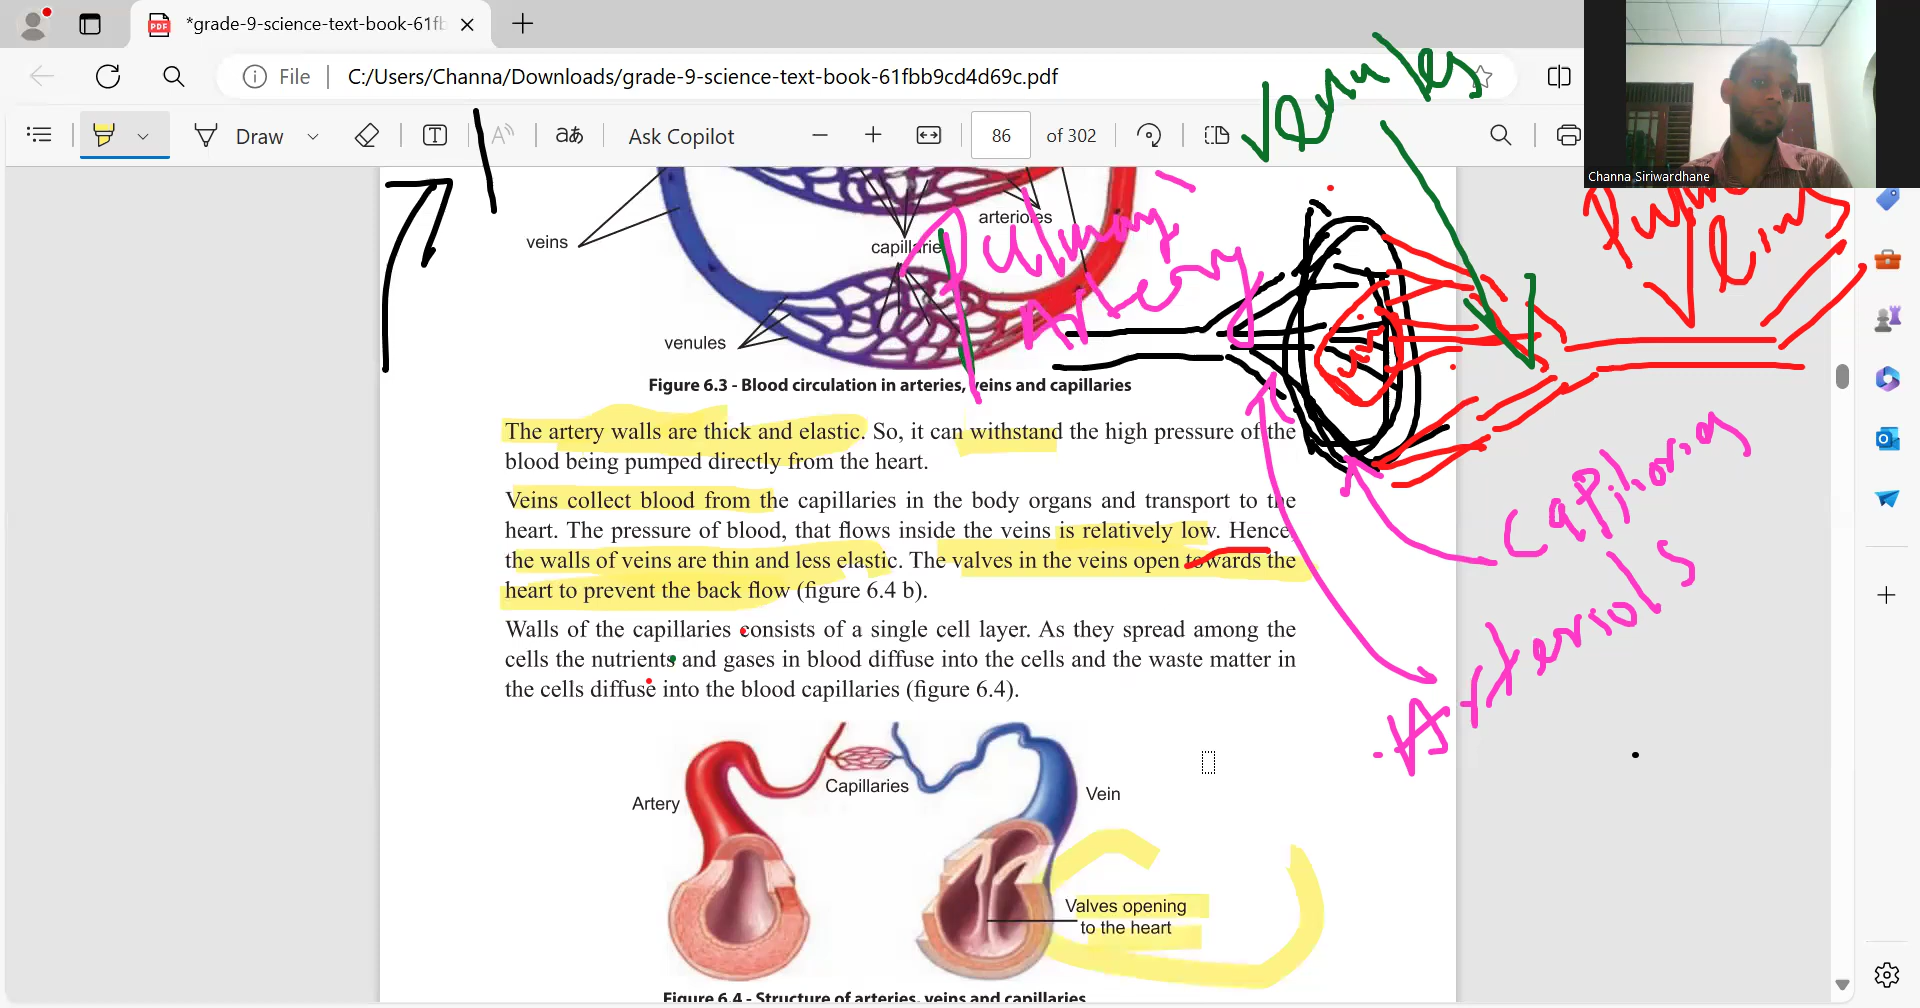 *grade-9-science-text-book-61fb
File
C:/Users/Channa/Downloads/grade-9-science-text-book-61fbb9cd4d69c.pdf
Draw
Ask Copilot
86
of 302
Channa Siriwardhane
Venules
veins
arterioles
capillarie
venules
Artery
Figure 6.3 - Blood circulation in arteries, veins and capillaries
The artery walls are thick and elastic. So, it can withstand the high pressure of the
blood being pumped directly from the heart.
Veins collect blood from the capillaries in the body organs and transport to the
heart. The pressure of blood, that flows inside the veins is relatively low. Hence,
the walls of veins are thin and less elastic. The valves in the veins open towards the
heart to prevent the back flow (figure 6.4 b).
Walls of the capillaries consists of a single cell layer. As they spread among the
cells the nutrients and gases in blood diffuse into the cells and the waste matter in
the cells diffuse into the blood capillaries (figure 6.4).
Artery
Capillaries
Vein
Valves opening
to the heart
Figure 6.4 - Structure of arteries, veins and capillaries